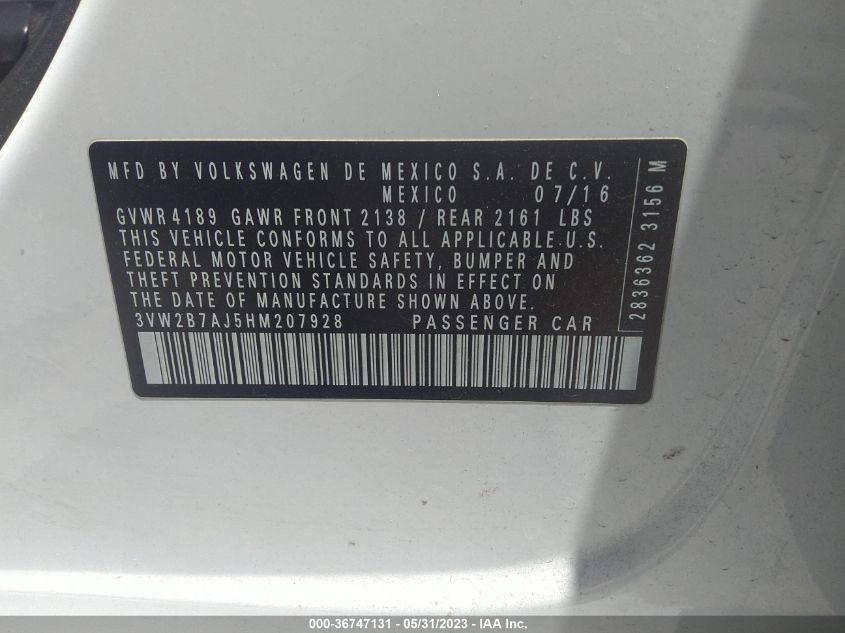 MFD BY VOLKSWAGEN DE MEXICO S.A. DE C.V.
MEXICO 07/16
GVWR 4189 GAWR FRONT 2138 / REAR 2161 LBS
THIS VEHICLE CONFORMS TO ALL APPLICABLE U.S.
FEDERAL MOTOR VEHICLE SAFETY, BUMPER AND
THEFT PREVENTION STANDARDS IN EFFECT ON
THE DATE OF MANUFACTURE SHOWN ABOVE.
3VW2B7AJ5HM207928 PASSENGER CAR
2836362 3156 M
000-36747131 - 05/31/2023 - IAA Inc.